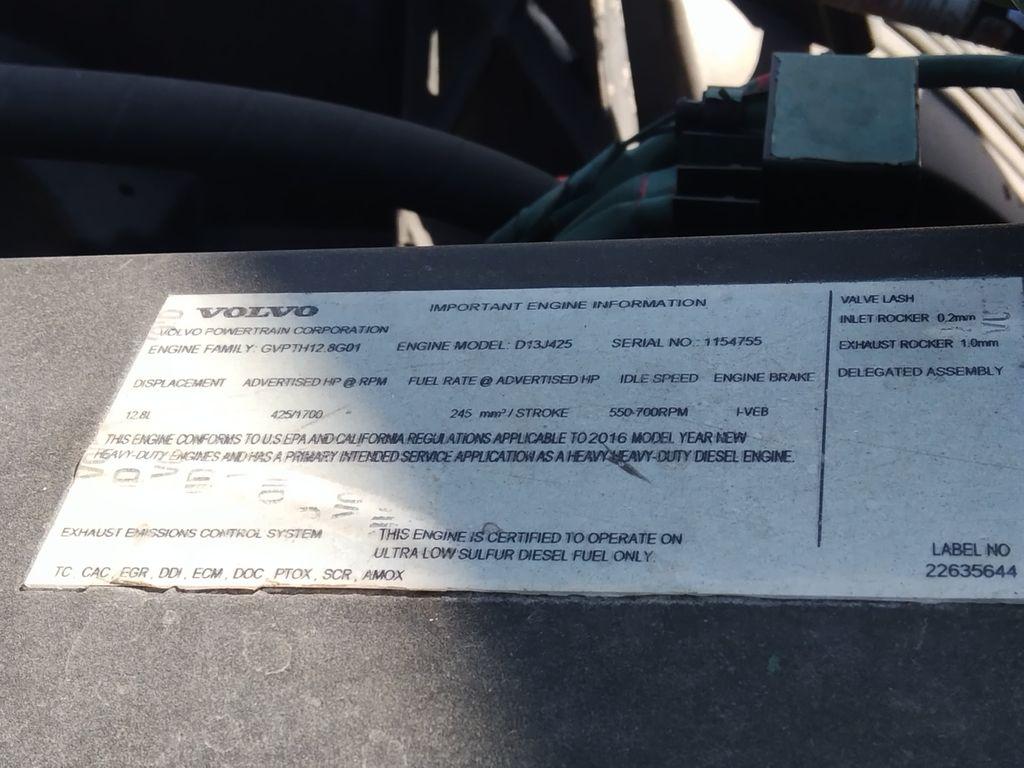 VOLVO
IMPORTANT ENGINE INFORMATION
VOLVO POWERTRAIN CORPORATION
ENGINE FAMILY: GVPTH12.8G01 ENGINE MODEL: D13J425 SERIAL NO.: 1154755
DISPLACEMENT ADVERTISED HP @ RPM FUEL RATE @ ADVERTISED HP IDLE SPEED ENGINE BRAKE
12.8L 425/1700 245 mm³ / STROKE 550-700RPM I-VEB
THIS ENGINE CONFORMS TO U.S EPA AND CALIFORNIA REGULATIONS APPLICABLE TO 2016 MODEL YEAR NEW
HEAVY-DUTY ENGINES AND HAS A PRIMARY INTENDED SERVICE APPLICATION AS A HEAVY HEAVY-DUTY DIESEL ENGINE.
EXHAUST EMISSIONS CONTROL SYSTEM
TC, CAC, EGR, DDI, ECM, DOC, PTOX, SCR, AMOX
THIS ENGINE IS CERTIFIED TO OPERATE ON
ULTRA LOW SULFUR DIESEL FUEL ONLY.
VALVE LASH
INLET ROCKER 0.2mm
EXHAUST ROCKER 1.0mm
DELEGATED ASSEMBLY
LABEL NO
22635644